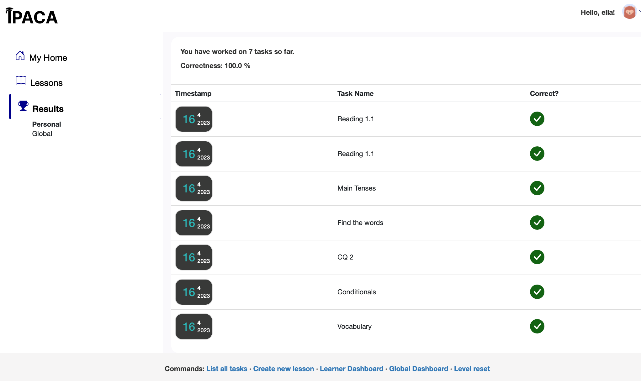 iPACA
Hello, ella!
My Home
Lessons
Results
Personal
Global
You have worked on 7 tasks so far.
Correctness: 100.0 %
Timestamp Task Name Correct?
16 4 2023 Reading 1.1
16 4 2023 Reading 1.1
16 4 2023 Main Tenses
16 4 2023 Find the words
16 4 2023 CQ 2
16 4 2023 Conditionals
16 4 2023 Vocabulary
Commands: List all tasks · Create new lesson · Learner Dashboard · Global Dashboard · Level reset